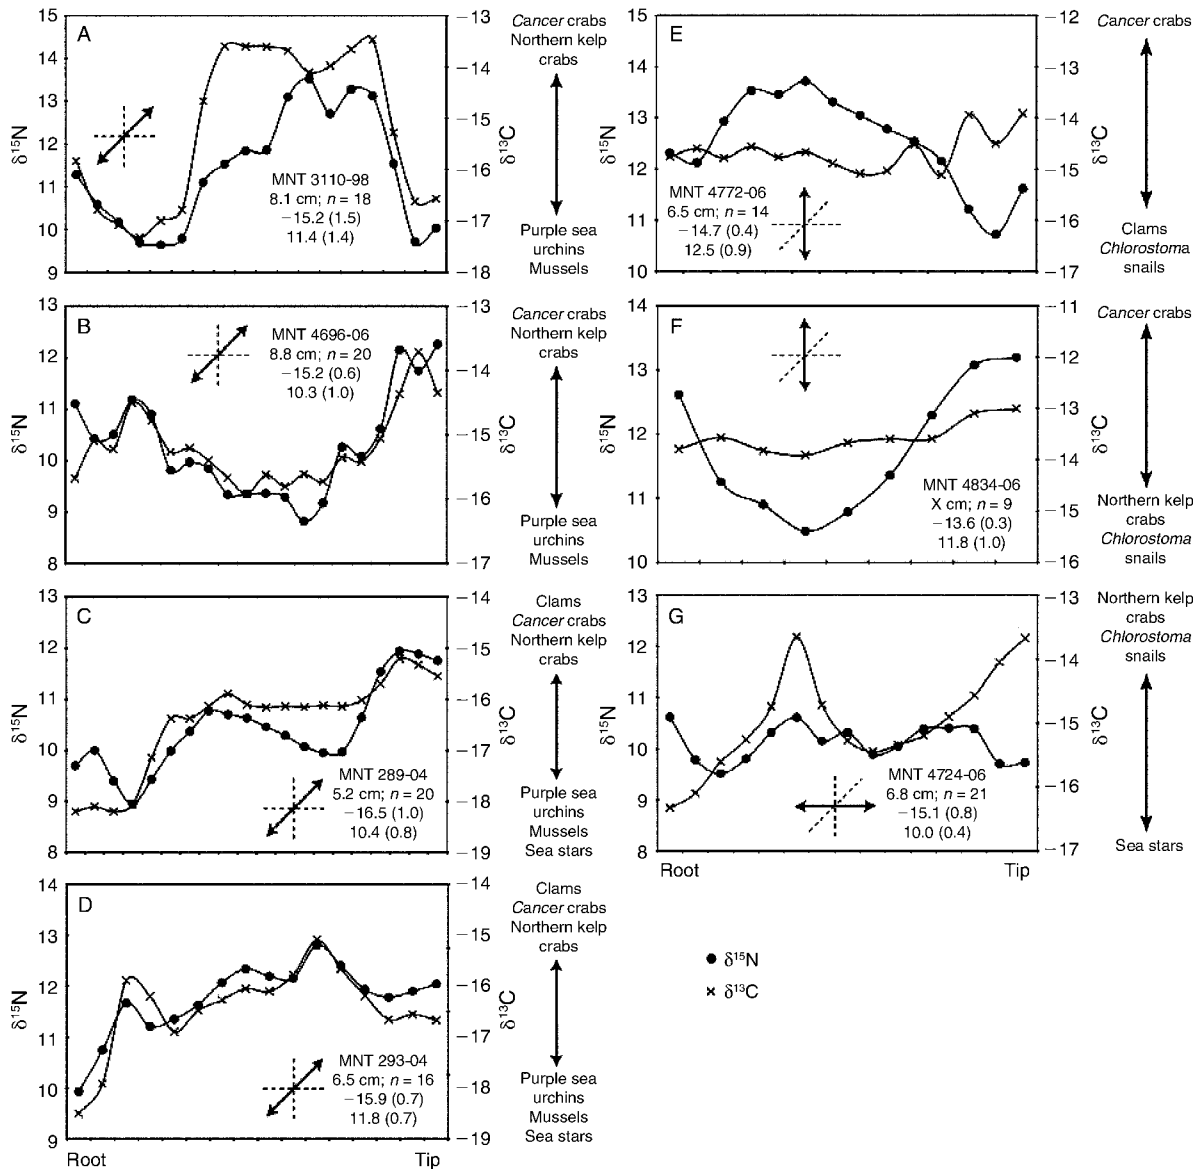 A
15
14
13
12
11
10
9
δ15N
−13
−14
−15
−16
−17
−18
δ13C
MNT 3110-98
8.1 cm; n = 18
−15.2 (1.5)
11.4 (1.4)
Cancer crabs
Northern kelp
crabs
Purple sea
urchins
Mussels
B
13
12
11
10
9
8
δ15N
−13
−14
−15
−16
−17
δ13C
MNT 4696-06
8.8 cm; n = 20
−15.2 (0.6)
10.3 (1.0)
Cancer crabs
Northern kelp
crabs
Purple sea
urchins
Mussels
C
13
12
11
10
9
8
δ15N
−14
−15
−16
−17
−18
−19
δ13C
MNT 289-04
5.2 cm; n = 20
−16.5 (1.0)
10.4 (0.8)
Clams
Cancer crabs
Northern kelp
crabs
Purple sea
urchins
Mussels
Sea stars
D
14
13
12
11
10
9
δ15N
−14
−15
−16
−17
−18
−19
δ13C
MNT 293-04
6.5 cm; n = 16
−15.9 (0.7)
11.8 (0.7)
Clams
Cancer crabs
Northern kelp
crabs
Purple sea
urchins
Mussels
Sea stars
Root
Tip
E
15
14
13
12
11
10
δ15N
−12
−13
−14
−15
−16
−17
δ13C
MNT 4772-06
6.5 cm; n = 14
−14.7 (0.4)
12.5 (0.9)
Cancer crabs
Clams
Chlorostoma
snails
F
14
13
12
11
10
δ15N
−11
−12
−13
−14
−15
−16
δ13C
MNT 4834-06
X cm; n = 9
−13.6 (0.3)
11.8 (1.0)
Cancer crabs
Northern kelp
crabs
Chlorostoma
snails
G
13
12
11
10
9
8
δ15N
−13
−14
−15
−16
−17
δ13C
MNT 4724-06
6.8 cm; n = 21
−15.1 (0.8)
10.0 (0.4)
Northern kelp
crabs
Chlorostoma
snails
Sea stars
Root
Tip
δ15N
δ13C